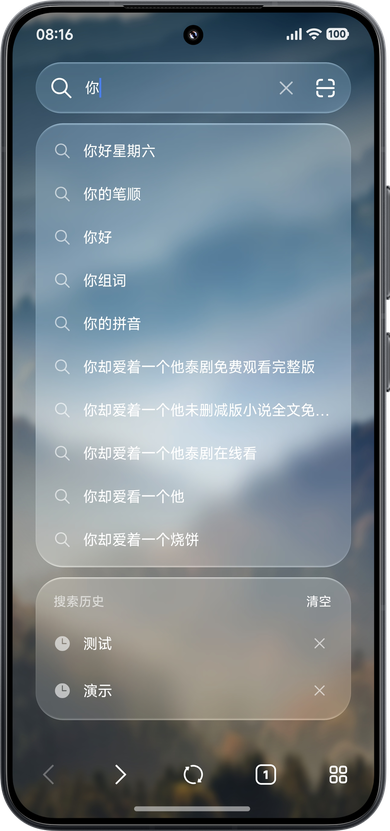 08:16
100
你
你好星期六
你的笔顺
你好
你组词
你的拼音
你却爱着一个他泰剧免费观看完整版
你却爱着一个他未删减版小说全文免…
你却爱着一个他泰剧在线看
你却爱看一个他
你却爱着一个烧饼
搜索历史 清空
测试
演示
1